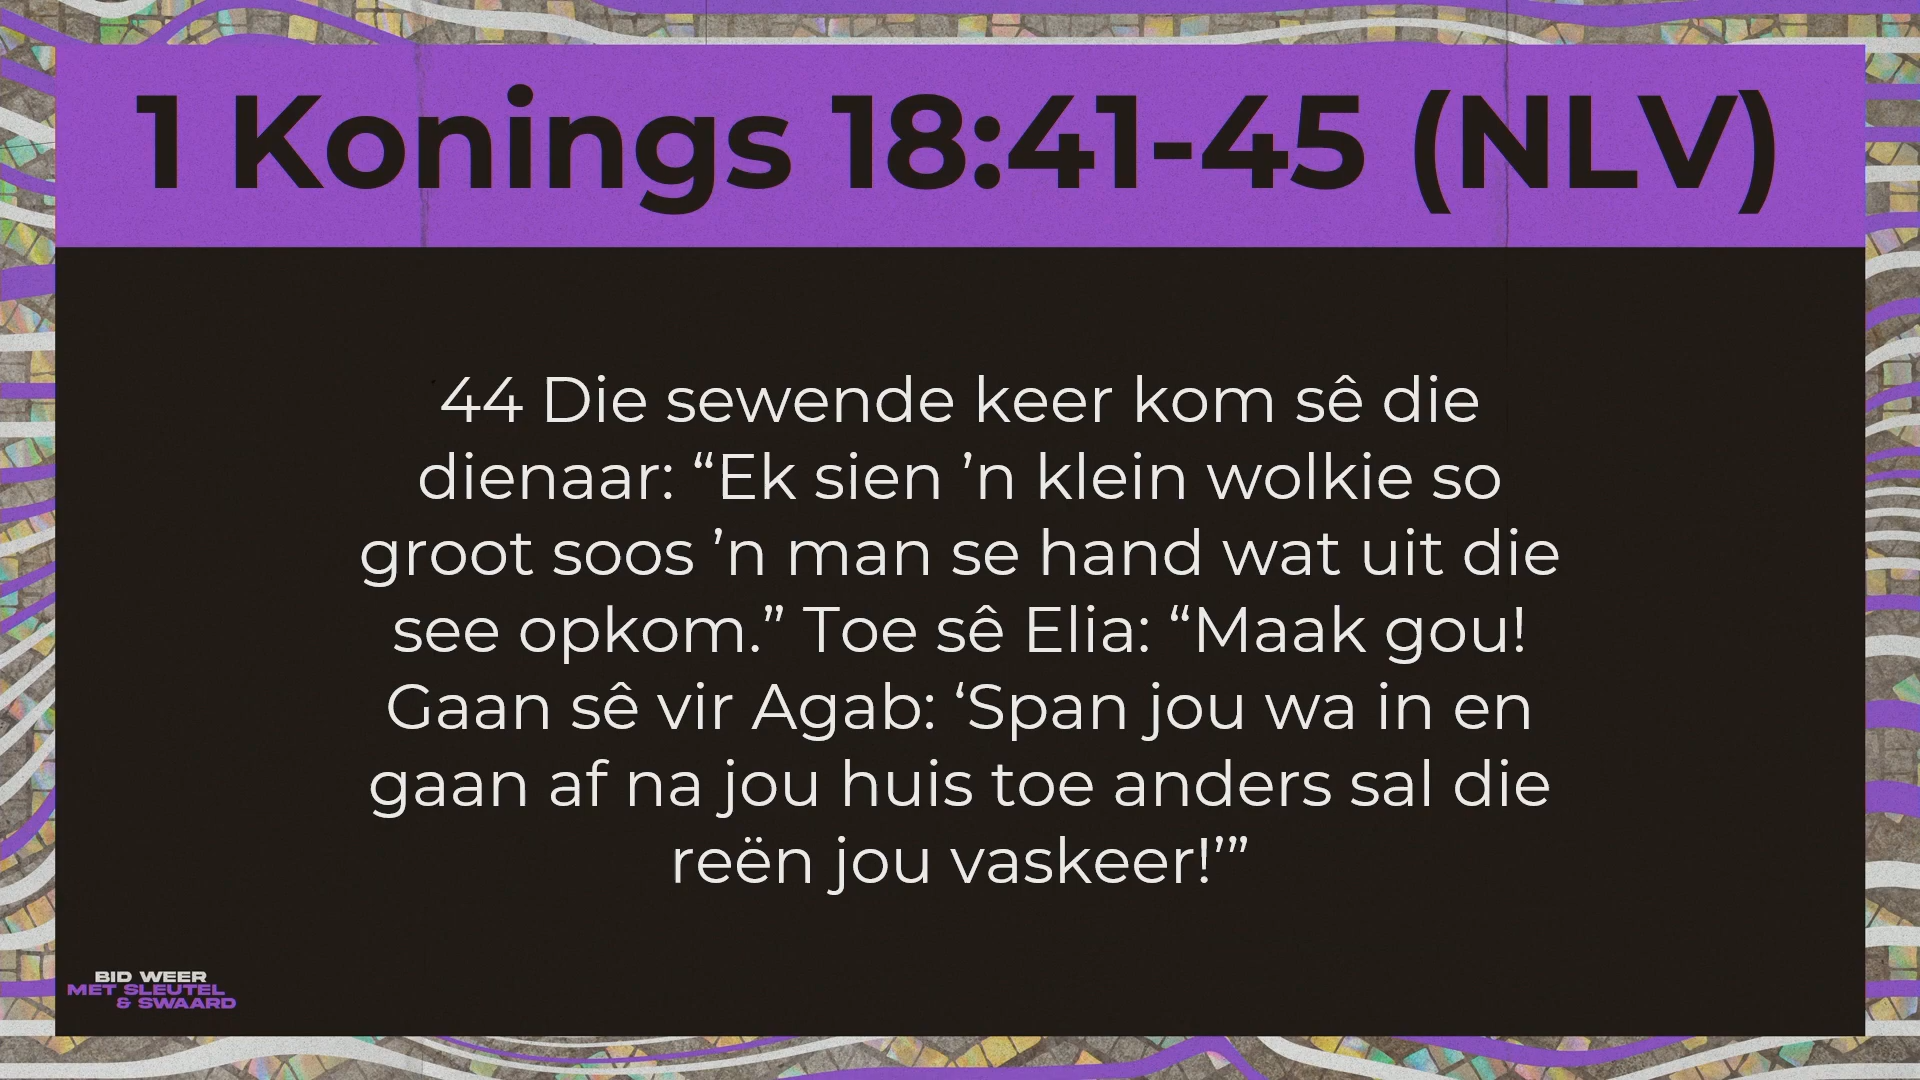 1 Konings 18:41-45 (NLV)
44 Die sewende keer kom sê die
dienaar: “Ek sien ’n klein wolkie so
groot soos ’n man se hand wat uit die
see opkom.” Toe sê Elia: “Maak gou!
Gaan sê vir Agab: ‘Span jou wa in en
gaan af na jou huis toe anders sal die
reën jou vaskeer!’”
BID WEER
MET SLEUTEL
& SWAARD